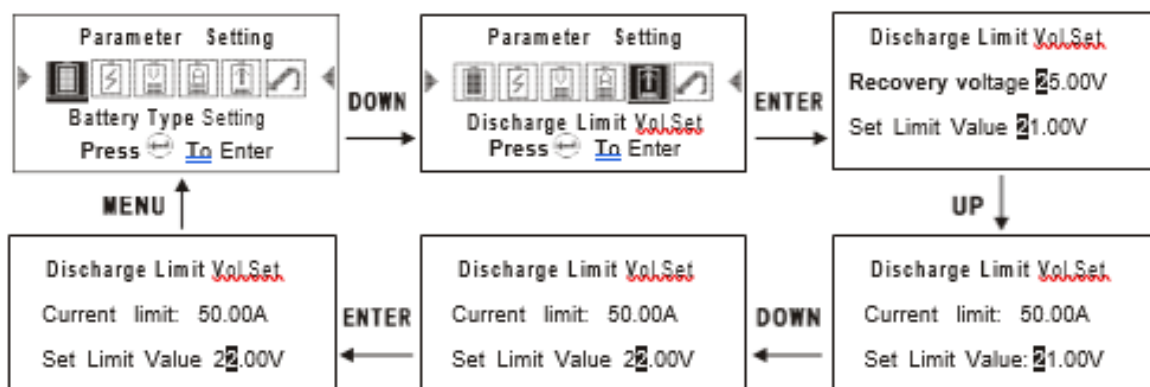 Parameter Setting
Battery Type Setting
Press To Enter
DOWN
Parameter Setting
Discharge Limit Vol.Set
Press To Enter
ENTER
Discharge Limit Vol.Set
Recovery voltage 25.00V
Set Limit Value 21.00V
UP
Discharge Limit Vol.Set
Current limit: 50.00A
Set Limit Value: 21.00V
DOWN
Discharge Limit Vol.Set
Current limit: 50.00A
Set Limit Value 22.00V
ENTER
Discharge Limit Vol.Set
Current limit: 50.00A
Set Limit Value 22.00V
MENU